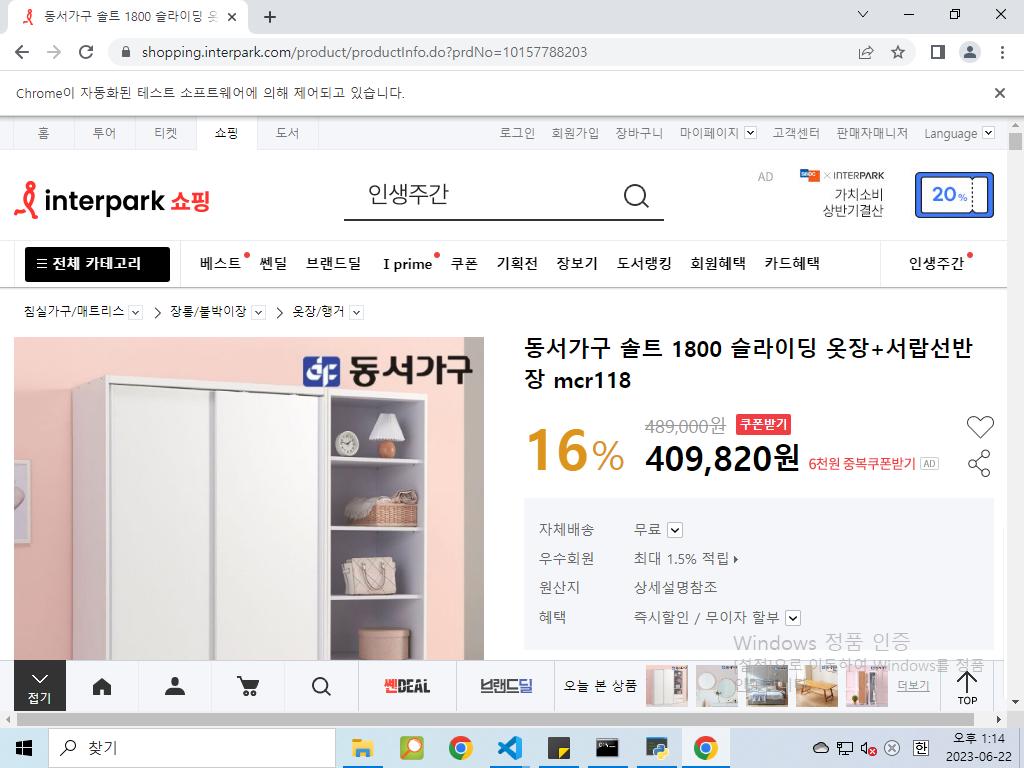 동서가구 솔트 1800 슬라이딩 옷
shopping.interpark.com/product/productInfo.do?prdNo=10157788203
Chrome이 자동화된 테스트 소프트웨어에 의해 제어되고 있습니다.
홈 투어 티켓 쇼핑 도서 로그인 회원가입 장바구니 마이페이지 고객센터 판매자매니저 Language
interpark 쇼핑
인생주간
AD
× INTERPARK
가치소비
상반기결산
20%
전체 카테고리 베스트 쎈딜 브랜드딜 I prime 쿠폰 기획전 장보기 도서랭킹 회원혜택 카드혜택 인생주간
침실가구/매트리스 장롱/붙박이장 옷장/행거
동서가구
동서가구 솔트 1800 슬라이딩 옷장+서랍선반
장 mcr118
16%
489,000원 쿠폰받기
409,820원 6천원 중복쿠폰받기 AD
자체배송 무료
우수회원 최대 1.5% 적립
원산지 상세설명참조
혜택 즉시할인 / 무이자 할부
Windows 정품 인증
[설정]으로 이동하여 Windows를 정품
접기
쎈DEAL
브랜드딜
오늘 본 상품
더보기
TOP
찾기
한
오후 1:14
2023-06-22